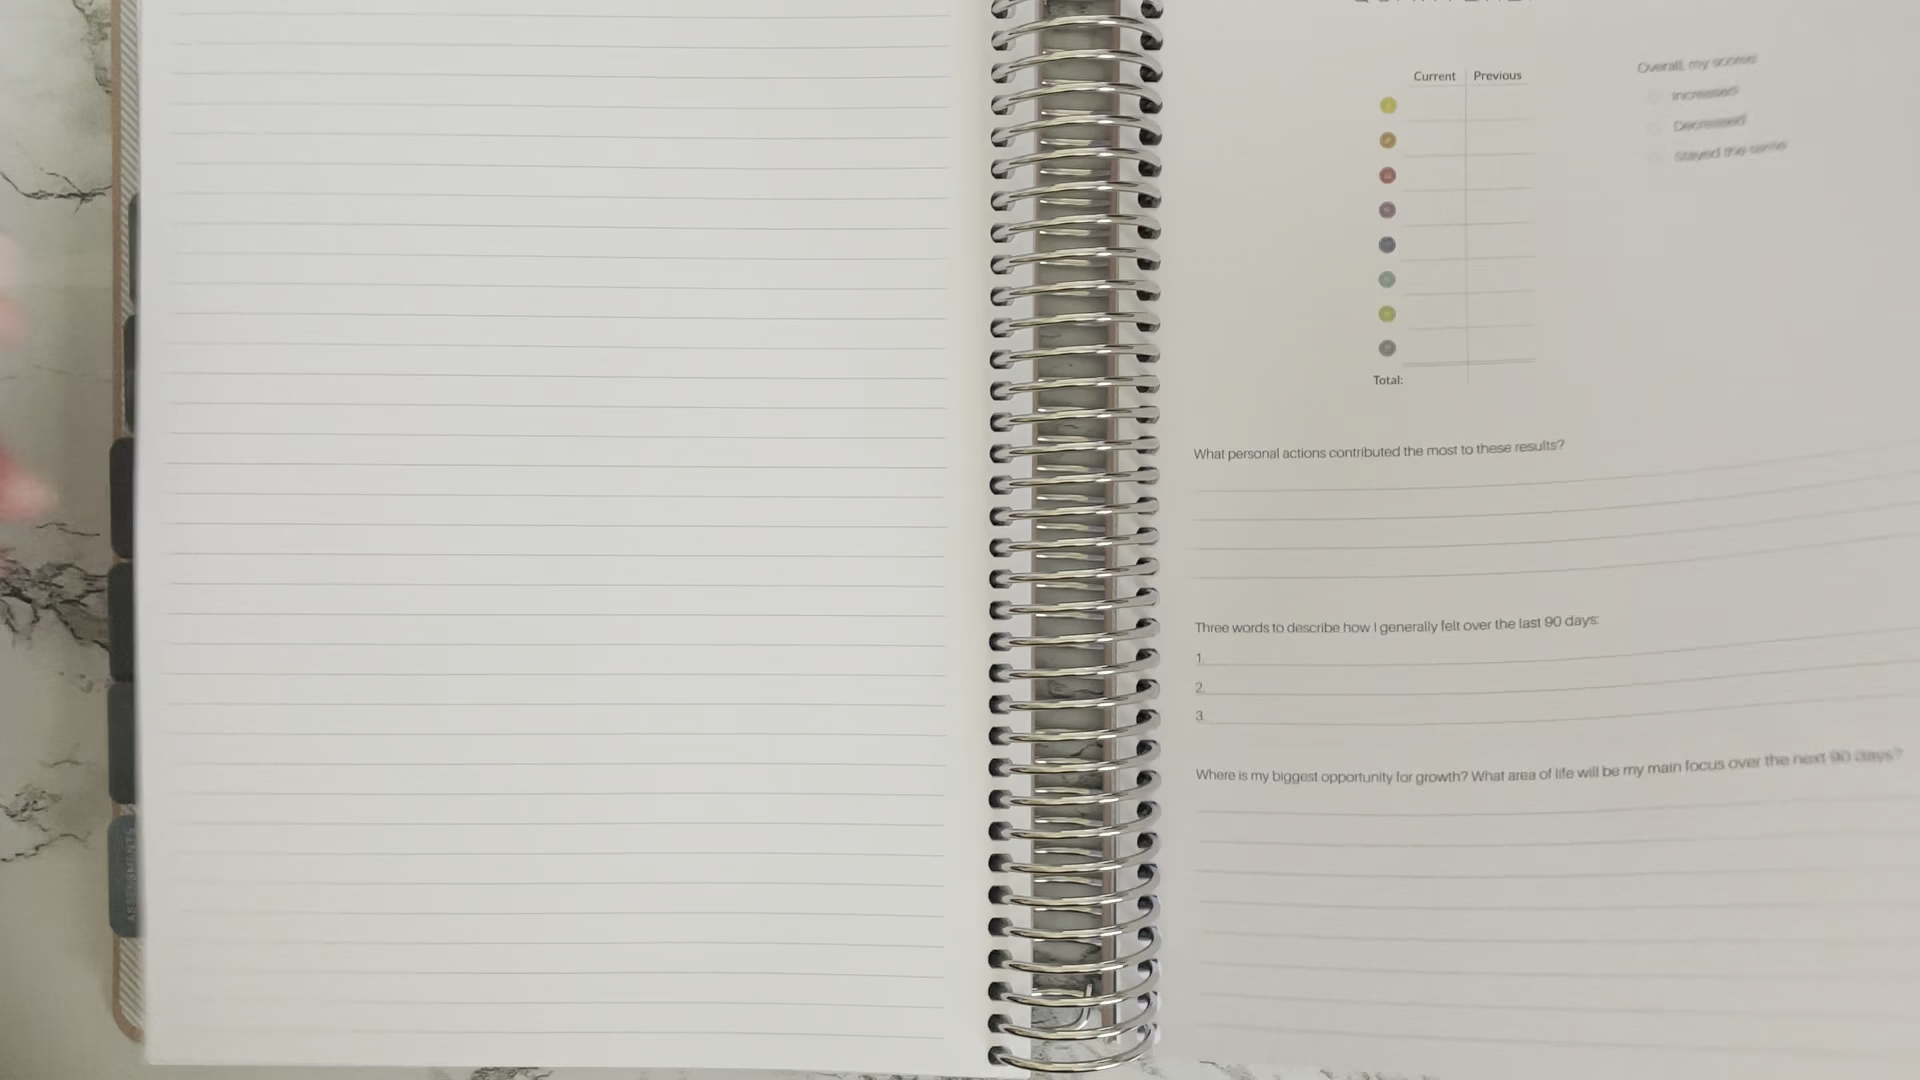 ASSESSMENTS
Current Previous
Overall, my scores
Increased
Decreased
Stayed the same
Total:
What personal actions contributed the most to these results?
Three words to describe how I generally felt over the last 90 days:
1.
2.
3.
Where is my biggest opportunity for growth? What area of life will be my main focus over the next 90 days?